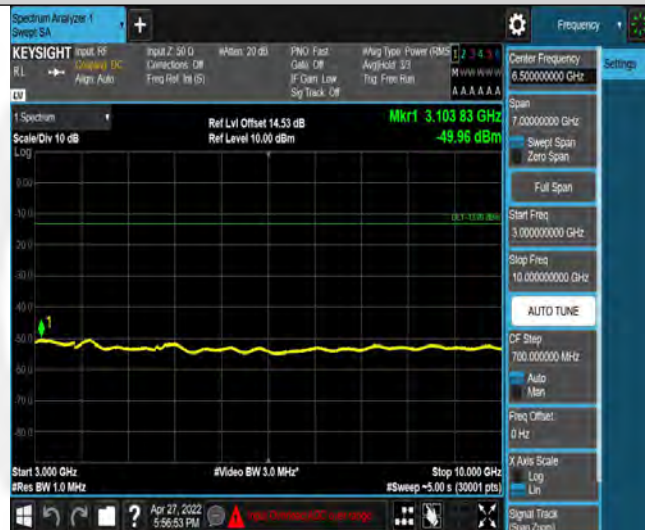 Spectrum Analyzer 1
Swept SA
Frequency
KEYSIGHT
RL
Input: RF
Coupling: DC
Align: Auto
Input Z: 50 Ω
Corrections: Off
Freq Ref: Int (S)
#Atten: 20 dB
PNO: Fast
Gate: Off
IF Gain: Low
Sig Track: Off
#Avg Type: Power (RMS
Avg|Hold: 3/3
Trig: Free Run
1 2 3 4 5 6
M W W W W W
A A A A A A
LW
1 Spectrum
Scale/Div 10 dB
Log
Ref Lvl Offset 14.53 dB
Ref Level 10.00 dBm
Mkr1 3.103 83 GHz
-49.96 dBm
0.00
-10.0
-20.0
-30.0
-40.0
-50.0
-60.0
-70.0
-80.0
1
Start 3.000 GHz
#Res BW 1.0 MHz
#Video BW 3.0 MHz*
Stop 10.000 GHz
#Sweep ~5.00 s (30001 pts)
Center Frequency
6.500000000 GHz
Settings
Span
7.00000000 GHz
Swept Span
Zero Span
Full Span
Start Freq
3.000000000 GHz
Stop Freq
10.000000000 GHz
AUTO TUNE
CF Step
700.000000 MHz
Auto
Man
Freq Offset
0 Hz
X Axis Scale
Log
Lin
Signal Track
(Span Zoom)
?
Apr 27, 2022
5:56:53 PM